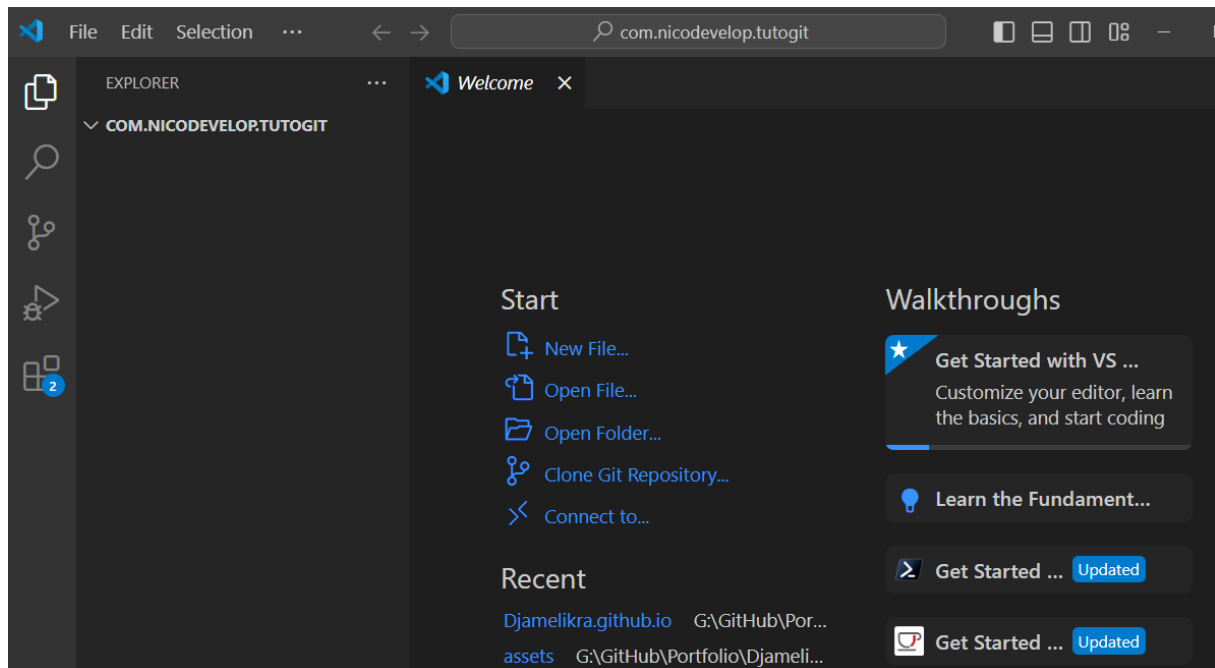 File Edit Selection ···
com.nicodevelop.tutogit
EXPLORER ···
COM.NICODEVELOP.TUTOGIT
2
Welcome
Start
New File...
Open File...
Open Folder...
Clone Git Repository...
Connect to...
Recent
Djamelikra.github.io G:\GitHub\Por...
assets G:\GitHub\Portfolio\Djameli...
Walkthroughs
Get Started with VS ...
Customize your editor, learn
the basics, and start coding
Learn the Fundament...
Get Started ... Updated
Get Started ... Updated